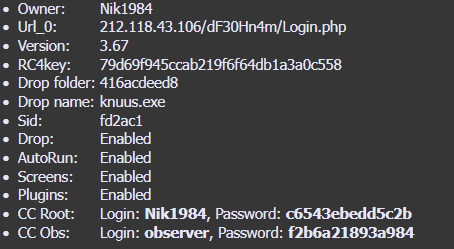 • Owner: Nik1984
• Url_0: 212.118.43.106/dF30Hn4m/Login.php
• Version: 3.67
• RC4key: 79d69f945ccab219f6f64db1a3a0c558
• Drop folder: 416acdeed8
• Drop name: knuus.exe
• Sid: fd2ac1
• Drop: Enabled
• AutoRun: Enabled
• Screens: Enabled
• Plugins: Enabled
• CC Root: Login: Nik1984, Password: c6543ebedd5c2b
• CC Obs: Login: observer, Password: f2b6a21893a984